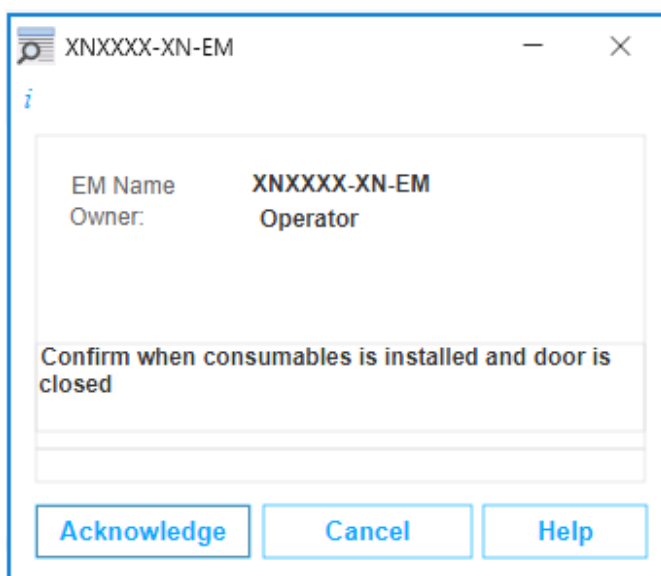 XNXXXX-XN-EM
i
EM Name XNXXXX-XN-EM
Owner: Operator
Confirm when consumables is installed and door is
closed
Acknowledge Cancel Help